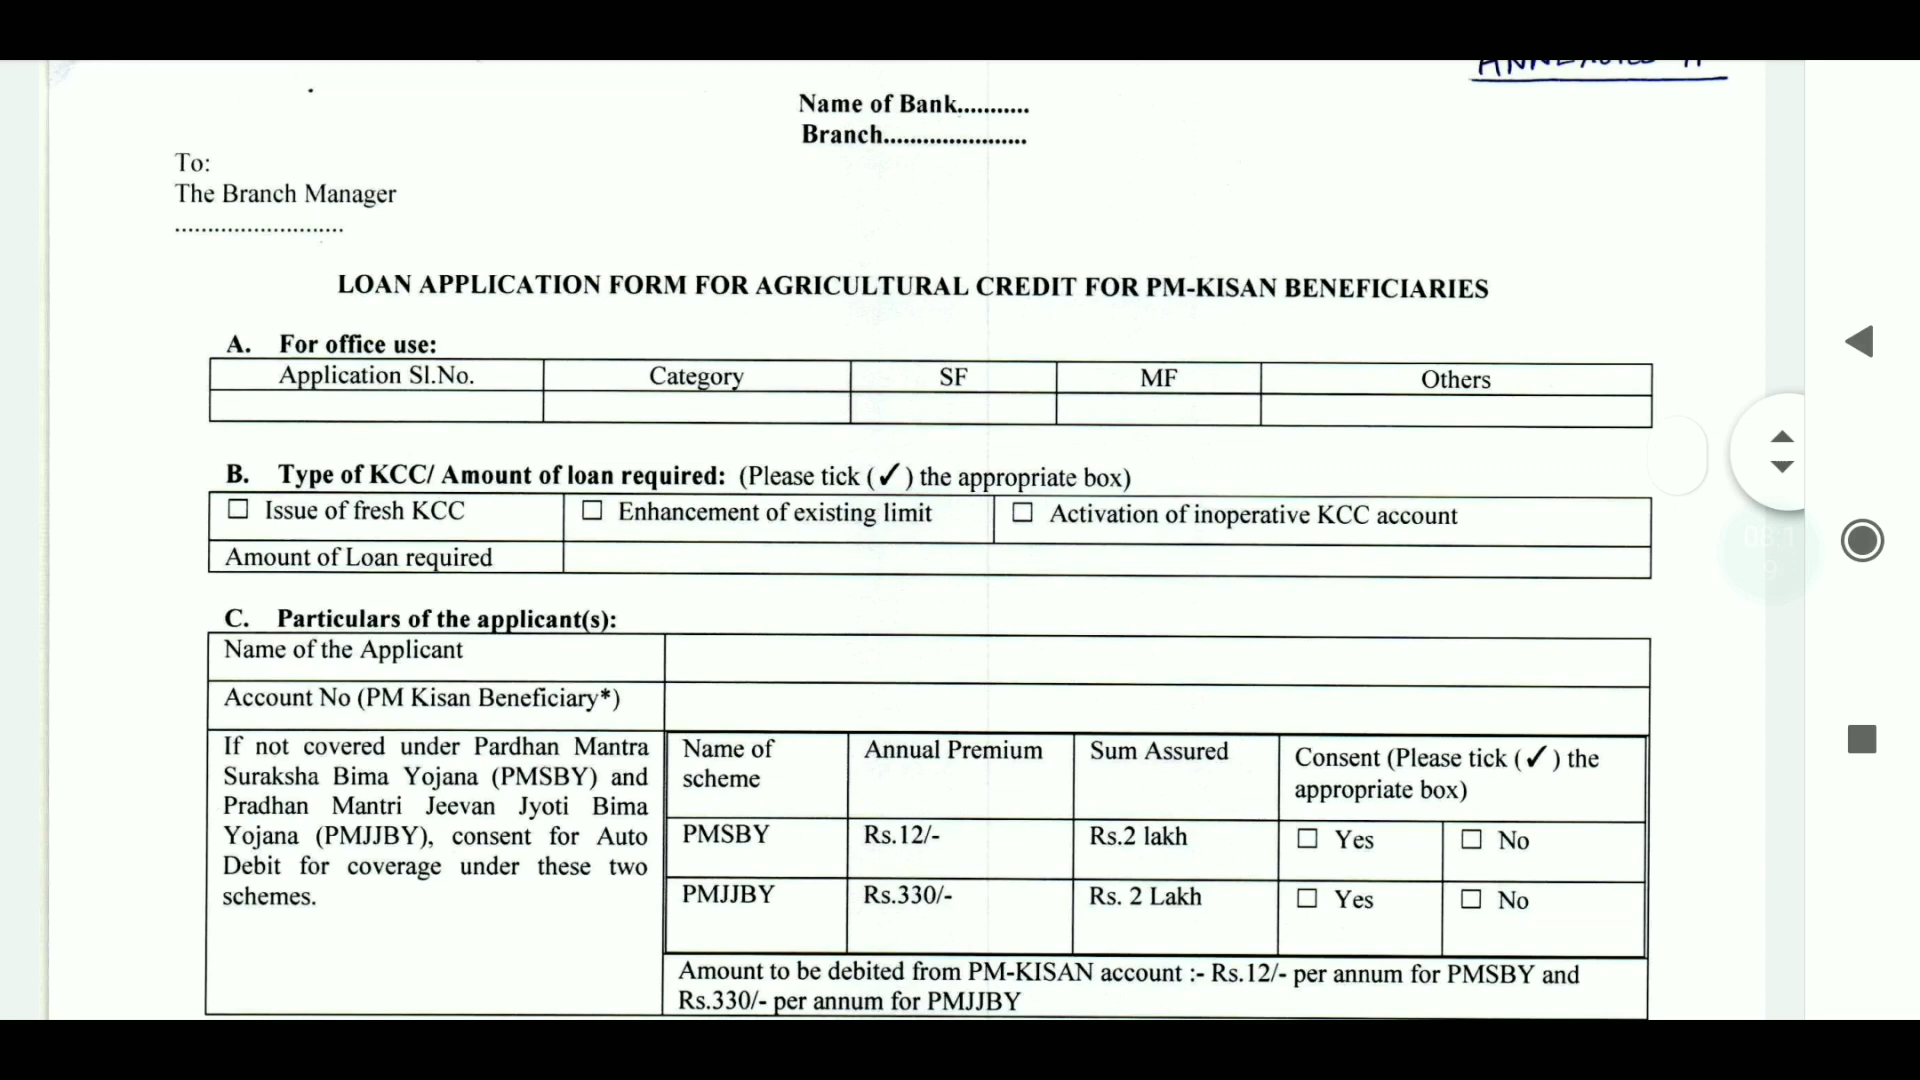 Name of Bank...........
Branch......................
To:
The Branch Manager
..........................
LOAN APPLICATION FORM FOR AGRICULTURAL CREDIT FOR PM-KISAN BENEFICIARIES
A. For office use:
Application Sl.No. Category SF MF Others
B. Type of KCC/ Amount of loan required: (Please tick (✓) the appropriate box)
☐ Issue of fresh KCC ☐ Enhancement of existing limit ☐ Activation of inoperative KCC account
Amount of Loan required
C. Particulars of the applicant(s):
Name of the Applicant
Account No (PM Kisan Beneficiary*)
If not covered under Pardhan Mantra
Suraksha Bima Yojana (PMSBY) and
Pradhan Mantri Jeevan Jyoti Bima
Yojana (PMJJBY), consent for Auto
Debit for coverage under these two
schemes.
Name of
scheme
Annual Premium
Sum Assured
Consent (Please tick (✓) the
appropriate box)
PMSBY Rs.12/- Rs.2 lakh ☐ Yes ☐ No
PMJJBY Rs.330/- Rs. 2 Lakh ☐ Yes ☐ No
Amount to be debited from PM-KISAN account :- Rs.12/- per annum for PMSBY and
Rs.330/- per annum for PMJJBY